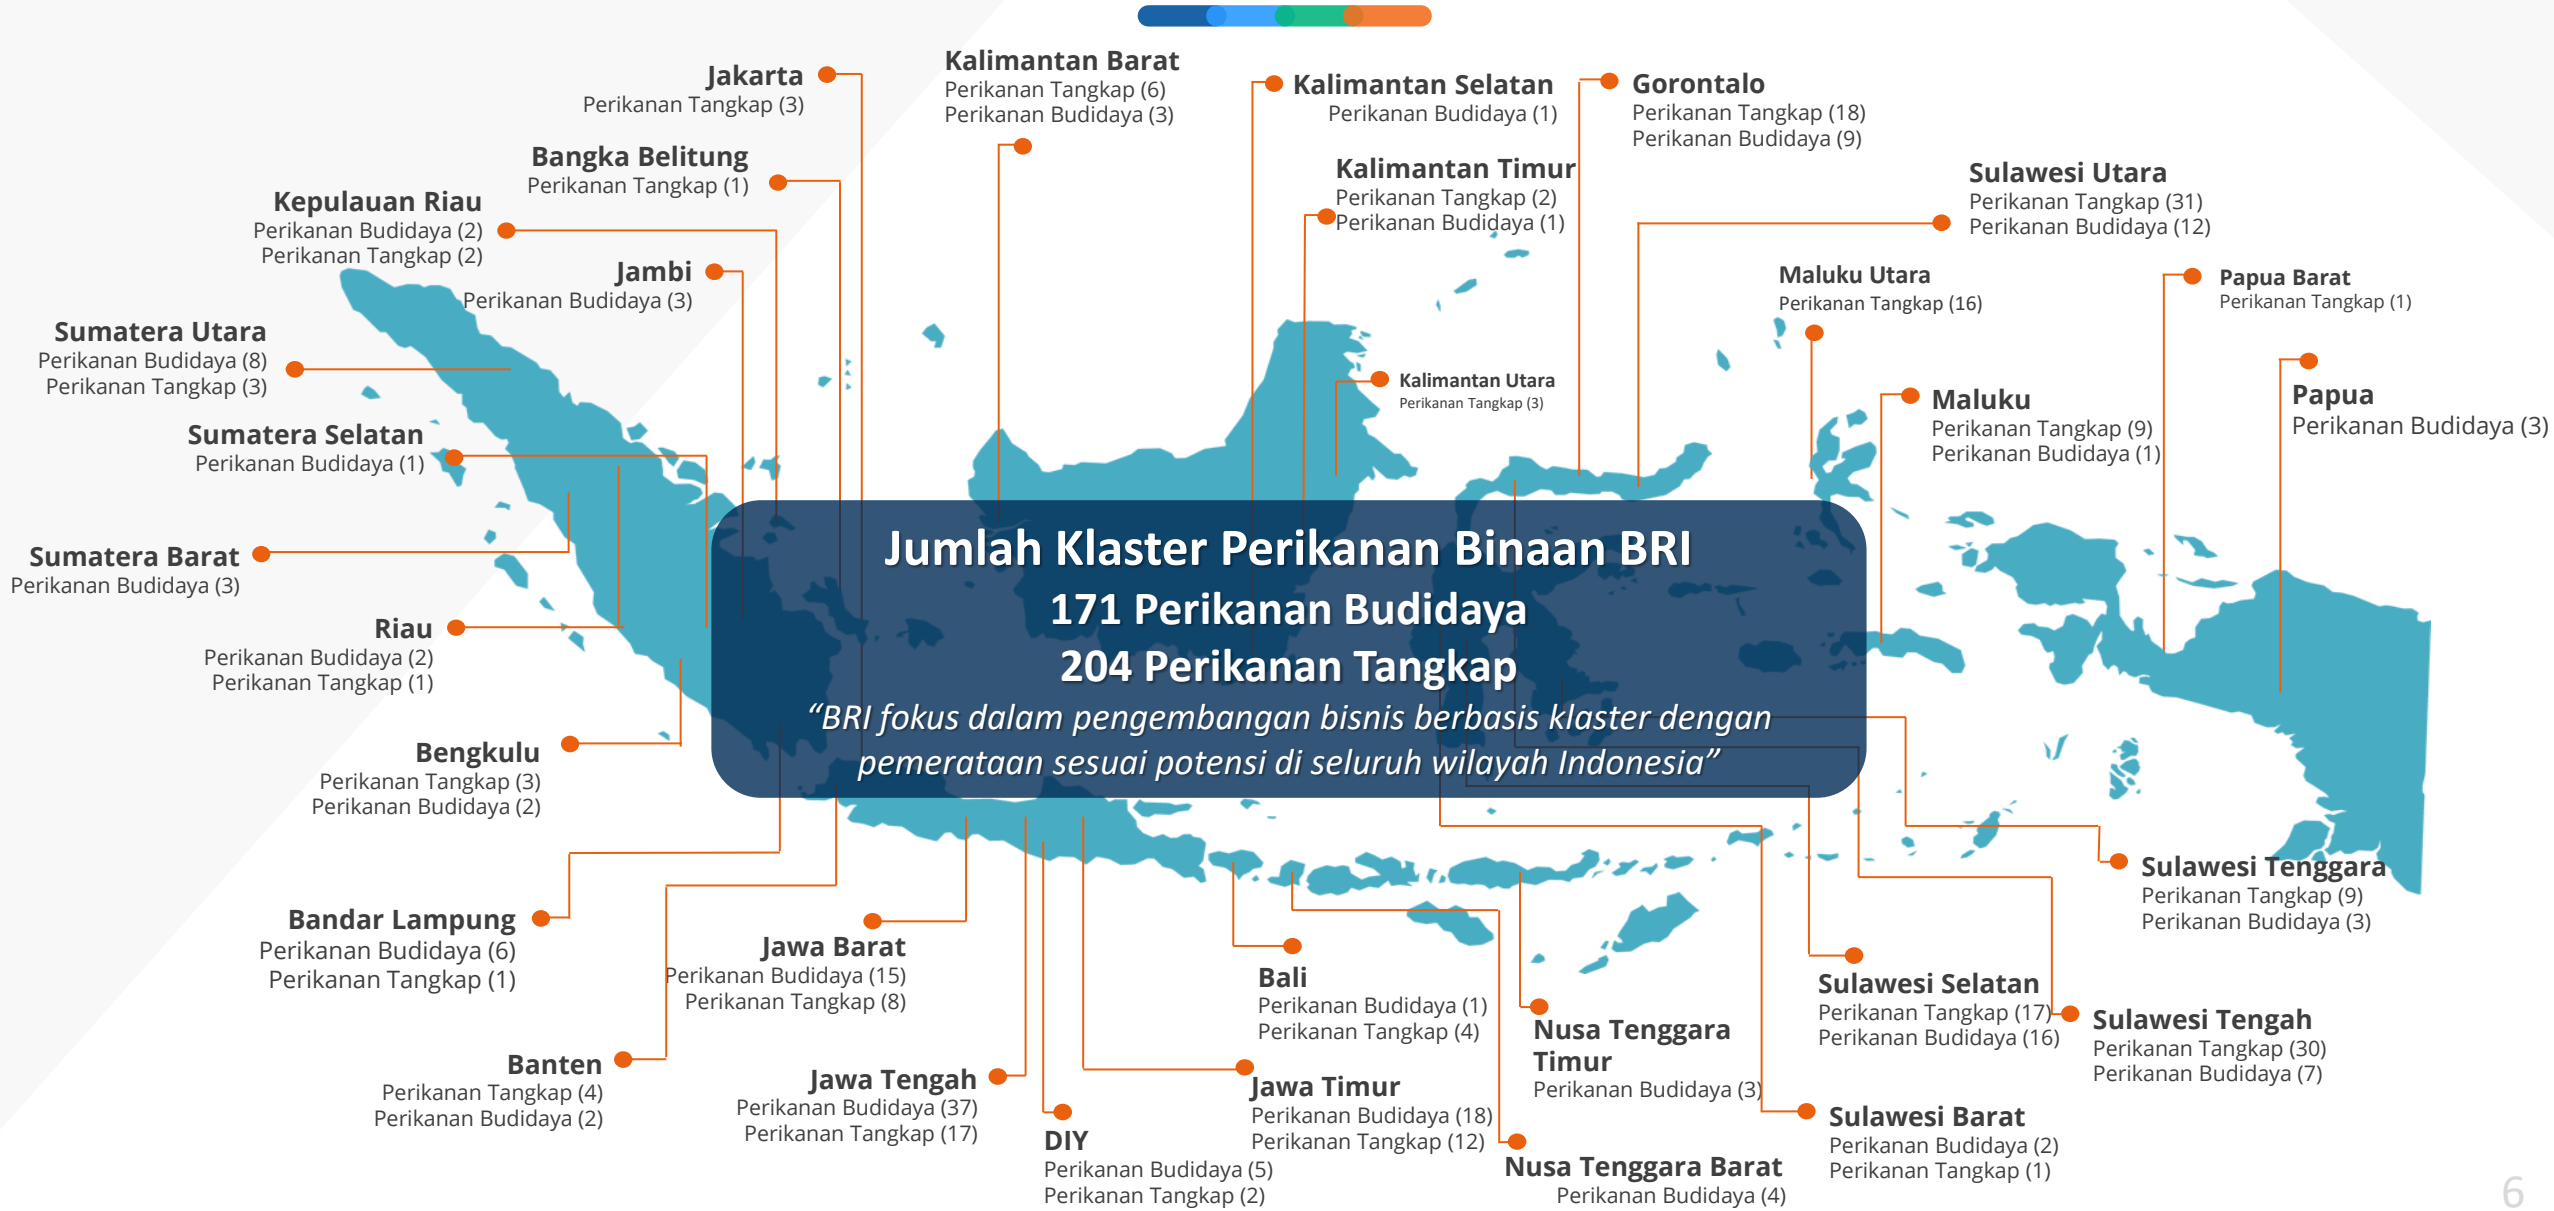 Jakarta
Perikanan Tangkap (3)
Kalimantan Barat
Perikanan Tangkap (6)
Perikanan Budidaya (3)
Kalimantan Selatan
Perikanan Budidaya (1)
Gorontalo
Perikanan Tangkap (18)
Perikanan Budidaya (9)
Bangka Belitung
Perikanan Tangkap (1)
Kalimantan Timur
Perikanan Tangkap (2)
Perikanan Budidaya (1)
Sulawesi Utara
Perikanan Tangkap (31)
Perikanan Budidaya (12)
Kepulauan Riau
Perikanan Budidaya (2)
Perikanan Tangkap (2)
Jambi
Perikanan Budidaya (3)
Maluku Utara
Perikanan Tangkap (16)
Papua Barat
Perikanan Tangkap (1)
Sumatera Utara
Perikanan Budidaya (8)
Perikanan Tangkap (3)
Kalimantan Utara
Perikanan Tangkap (3)
Maluku
Perikanan Tangkap (9)
Perikanan Budidaya (1)
Papua
Perikanan Budidaya (3)
Sumatera Selatan
Perikanan Budidaya (1)
Sumatera Barat
Perikanan Budidaya (3)
Jumlah Klaster Perikanan Binaan BRI
171 Perikanan Budidaya
204 Perikanan Tangkap
“BRI fokus dalam pengembangan bisnis berbasis klaster dengan
pemerataan sesuai potensi di seluruh wilayah Indonesia”
Riau
Perikanan Budidaya (2)
Perikanan Tangkap (1)
Bengkulu
Perikanan Tangkap (3)
Perikanan Budidaya (2)
Sulawesi Tenggara
Perikanan Tangkap (9)
Perikanan Budidaya (3)
Bandar Lampung
Perikanan Budidaya (6)
Perikanan Tangkap (1)
Jawa Barat
Perikanan Budidaya (15)
Perikanan Tangkap (8)
Bali
Perikanan Budidaya (1)
Perikanan Tangkap (4)
Nusa Tenggara
Timur
Perikanan Budidaya (3)
Sulawesi Selatan
Perikanan Tangkap (17)
Perikanan Budidaya (16)
Sulawesi Tengah
Perikanan Tangkap (30)
Perikanan Budidaya (7)
Banten
Perikanan Tangkap (4)
Perikanan Budidaya (2)
Jawa Tengah
Perikanan Budidaya (37)
Perikanan Tangkap (17)
DIY
Perikanan Budidaya (5)
Perikanan Tangkap (2)
Jawa Timur
Perikanan Budidaya (18)
Perikanan Tangkap (12)
Nusa Tenggara Barat
Perikanan Budidaya (4)
Sulawesi Barat
Perikanan Budidaya (2)
Perikanan Tangkap (1)
6